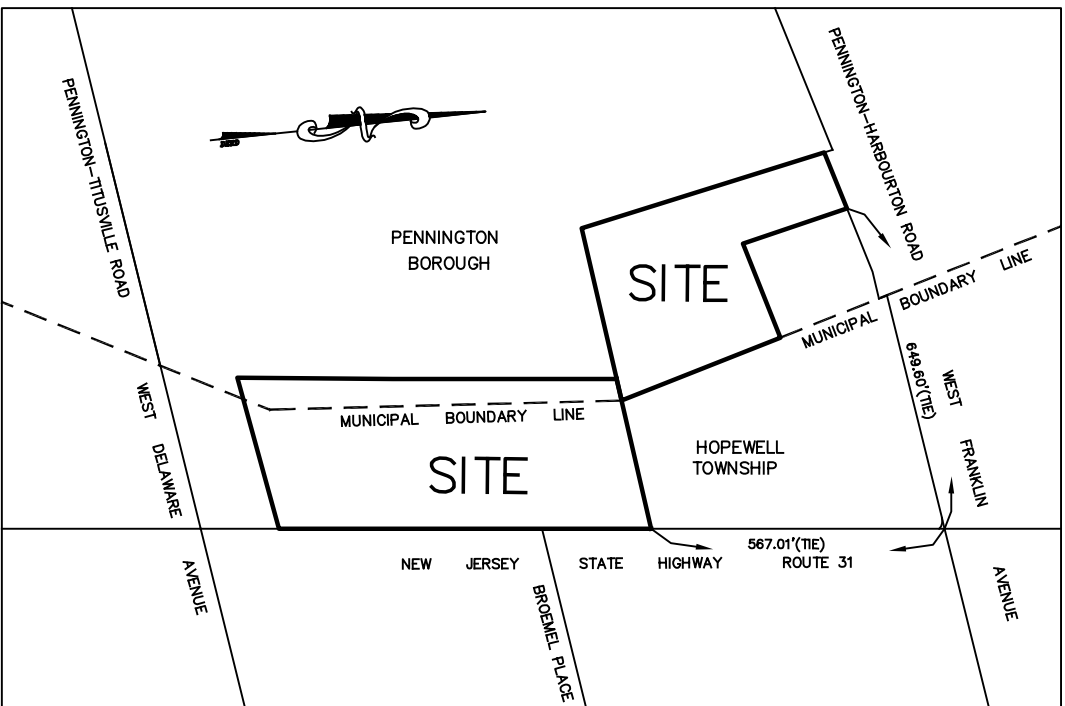 PENNINGTON-TITUSVILLE ROAD
PENNINGTON-HARBOURTON ROAD
PENNINGTON
BOROUGH
SITE
MUNICIPAL BOUNDARY LINE
649.60'(TIE)
WEST FRANKLIN AVENUE
WEST DELAWARE AVENUE
MUNICIPAL BOUNDARY LINE
SITE
HOPEWELL
TOWNSHIP
567.01'(TIE)
NEW JERSEY STATE HIGHWAY ROUTE 31
BROEMEL PLACE